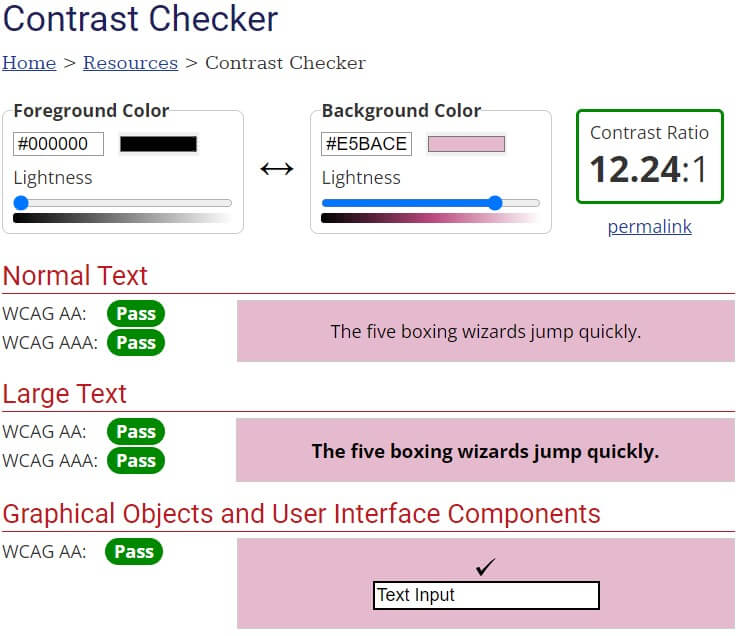 Contrast Checker
Home > Resources > Contrast Checker
Foreground Color
#000000
Lightness
Background Color
#E5BACE
Lightness
Contrast Ratio
12.24:1
permalink
Normal Text
WCAG AA: Pass
WCAG AAA: Pass
The five boxing wizards jump quickly.
Large Text
WCAG AA: Pass
WCAG AAA: Pass
The five boxing wizards jump quickly.
Graphical Objects and User Interface Components
WCAG AA: Pass
Text Input